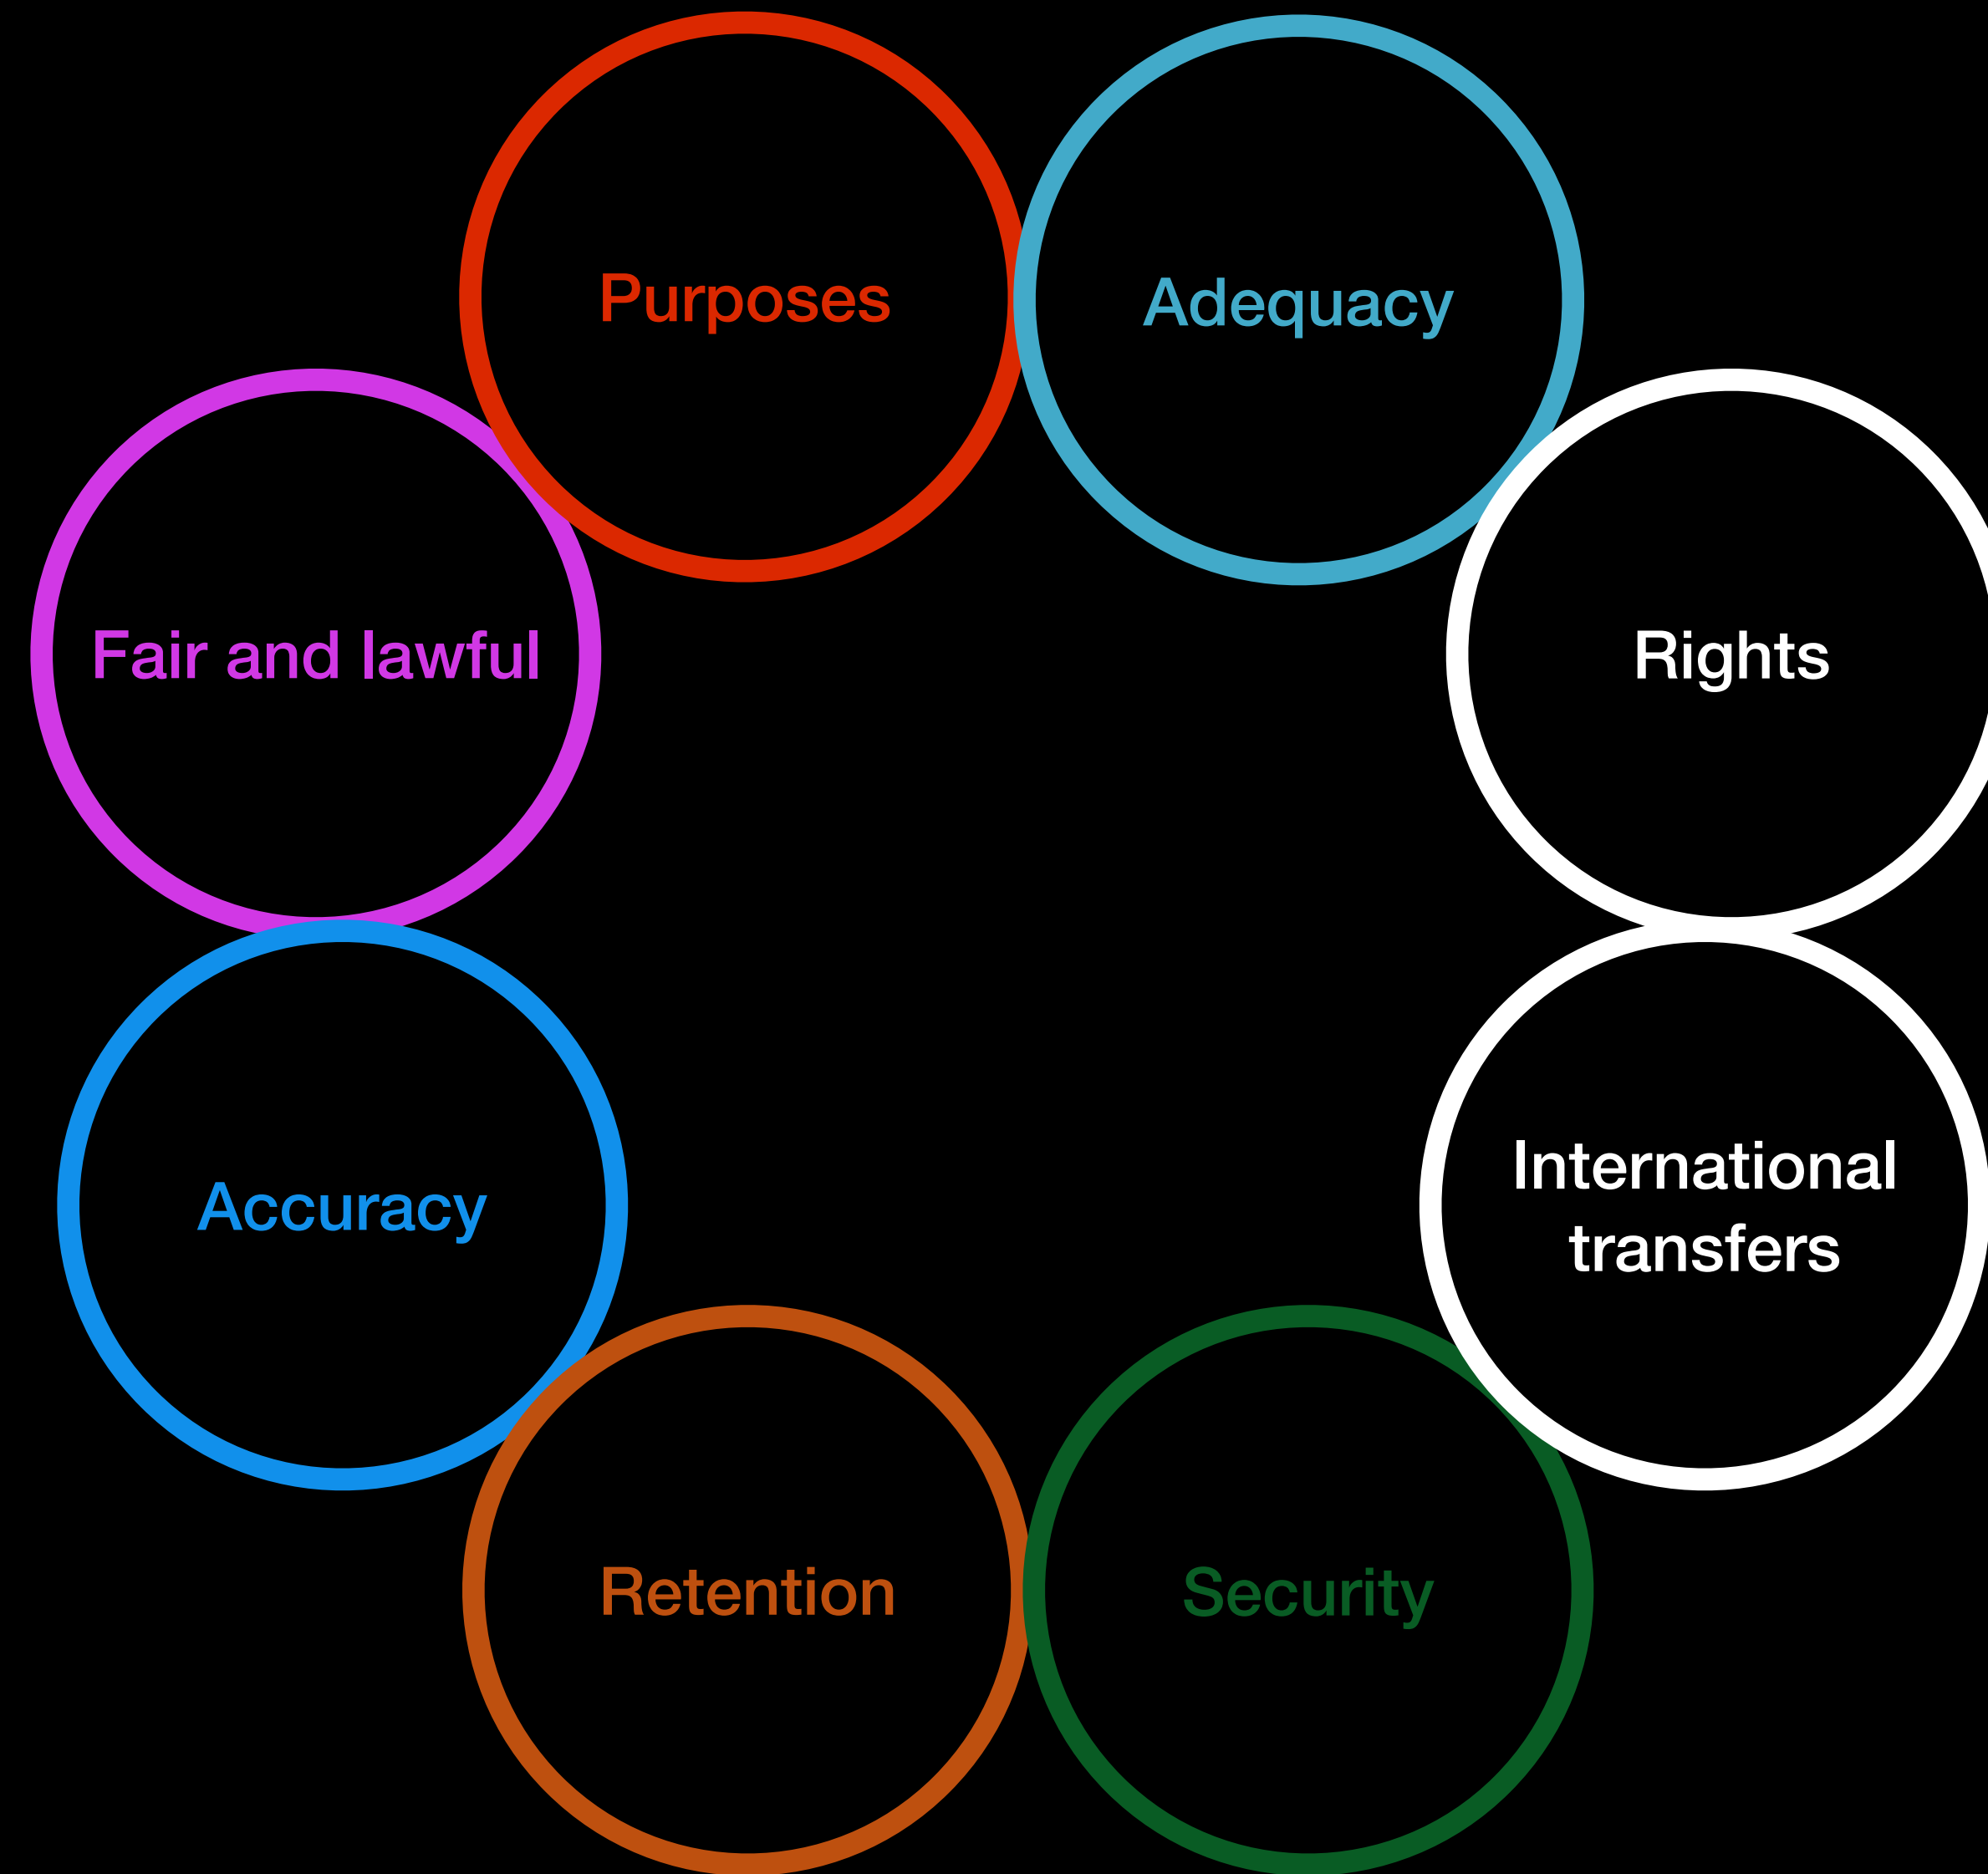 Purposes
Adequacy
Fair and lawful
Rights
Accuracy
International
transfers
Retention
Security